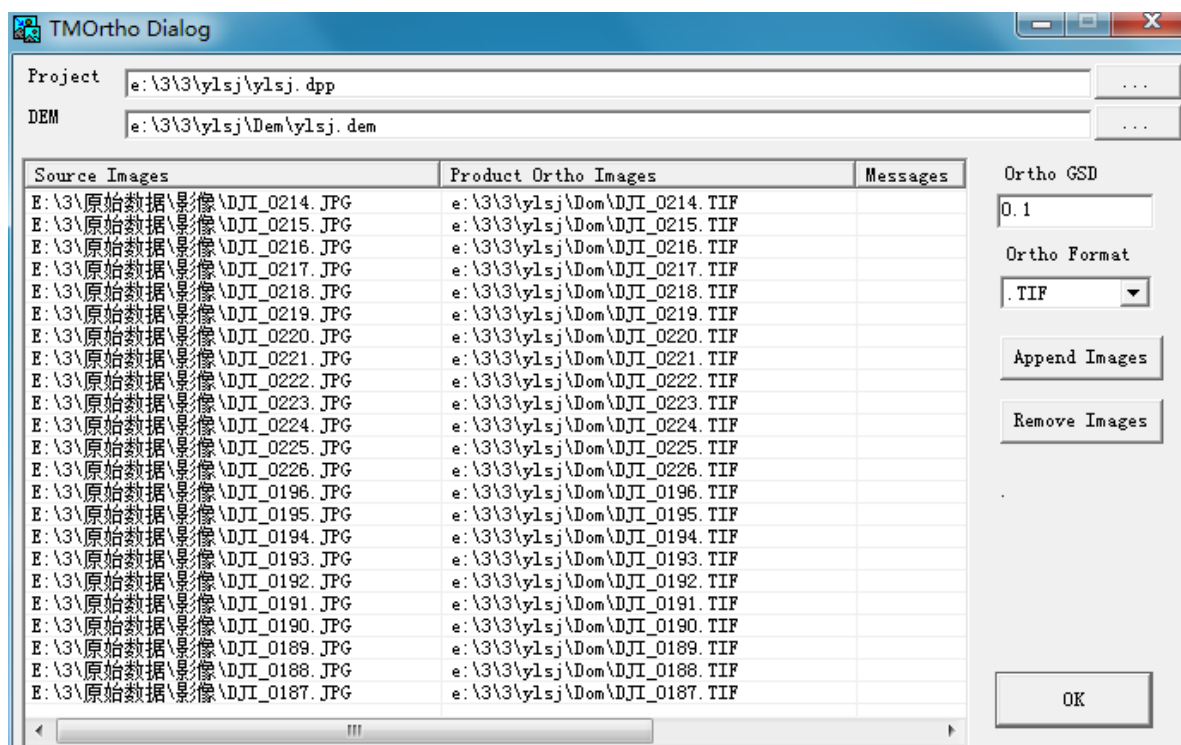 TMOrtho Dialog
Project e:\3\3\ylsj\ylsj.dpp ...
DEM e:\3\3\ylsj\Dem\ylsj.dem ...
Source Images Product Ortho Images Messages
E:\3\原始数据\影像\DJI_0214.JPG e:\3\3\ylsj\Dom\DJI_0214.TIF
E:\3\原始数据\影像\DJI_0215.JPG e:\3\3\ylsj\Dom\DJI_0215.TIF
E:\3\原始数据\影像\DJI_0216.JPG e:\3\3\ylsj\Dom\DJI_0216.TIF
E:\3\原始数据\影像\DJI_0217.JPG e:\3\3\ylsj\Dom\DJI_0217.TIF
E:\3\原始数据\影像\DJI_0218.JPG e:\3\3\ylsj\Dom\DJI_0218.TIF
E:\3\原始数据\影像\DJI_0219.JPG e:\3\3\ylsj\Dom\DJI_0219.TIF
E:\3\原始数据\影像\DJI_0220.JPG e:\3\3\ylsj\Dom\DJI_0220.TIF
E:\3\原始数据\影像\DJI_0221.JPG e:\3\3\ylsj\Dom\DJI_0221.TIF
E:\3\原始数据\影像\DJI_0222.JPG e:\3\3\ylsj\Dom\DJI_0222.TIF
E:\3\原始数据\影像\DJI_0223.JPG e:\3\3\ylsj\Dom\DJI_0223.TIF
E:\3\原始数据\影像\DJI_0224.JPG e:\3\3\ylsj\Dom\DJI_0224.TIF
E:\3\原始数据\影像\DJI_0225.JPG e:\3\3\ylsj\Dom\DJI_0225.TIF
E:\3\原始数据\影像\DJI_0226.JPG e:\3\3\ylsj\Dom\DJI_0226.TIF
E:\3\原始数据\影像\DJI_0196.JPG e:\3\3\ylsj\Dom\DJI_0196.TIF
E:\3\原始数据\影像\DJI_0195.JPG e:\3\3\ylsj\Dom\DJI_0195.TIF
E:\3\原始数据\影像\DJI_0194.JPG e:\3\3\ylsj\Dom\DJI_0194.TIF
E:\3\原始数据\影像\DJI_0193.JPG e:\3\3\ylsj\Dom\DJI_0193.TIF
E:\3\原始数据\影像\DJI_0192.JPG e:\3\3\ylsj\Dom\DJI_0192.TIF
E:\3\原始数据\影像\DJI_0191.JPG e:\3\3\ylsj\Dom\DJI_0191.TIF
E:\3\原始数据\影像\DJI_0190.JPG e:\3\3\ylsj\Dom\DJI_0190.TIF
E:\3\原始数据\影像\DJI_0189.JPG e:\3\3\ylsj\Dom\DJI_0189.TIF
E:\3\原始数据\影像\DJI_0188.JPG e:\3\3\ylsj\Dom\DJI_0188.TIF
E:\3\原始数据\影像\DJI_0187.JPG e:\3\3\ylsj\Dom\DJI_0187.TIF
Ortho GSD
0.1
Ortho Format
.TIF
Append Images
Remove Images
.
OK